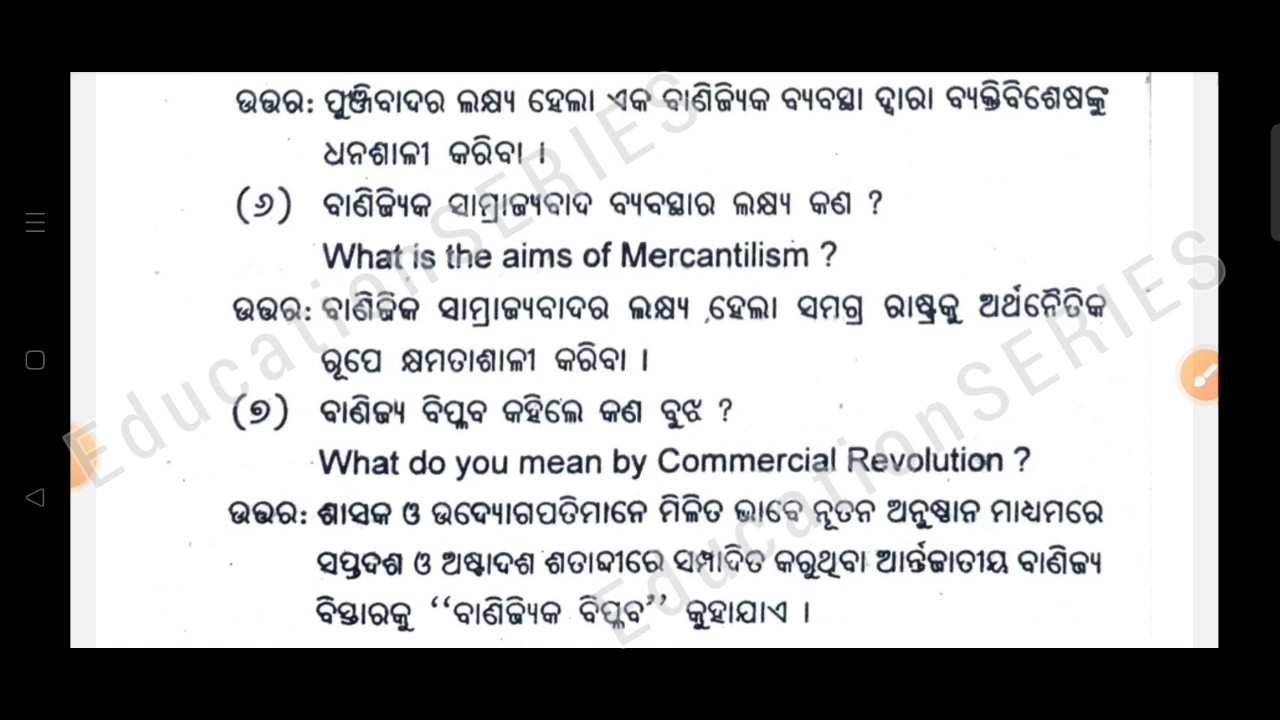 ଉତ୍ତର: ପୁଞ୍ଜିବାଦର ଲକ୍ଷ୍ୟ ହେଲା ଏକ ବାଣିଜ୍ୟିକ ବ୍ୟବସ୍ଥା ଦ୍ୱାରା ବ୍ୟକ୍ତିବିଶେଷଙ୍କୁ
ଧନଶାଳୀ କରିବା ।
(୬) ବାଣିଜ୍ୟିକ ସାମ୍ରାଜ୍ୟବାଦ ବ୍ୟବସ୍ଥାର ଲକ୍ଷ୍ୟ କଣ ?
What is the aims of Mercantilism ?
ଉତ୍ତର: ବାଣିଜିକ ସାମ୍ରାଜ୍ୟବାଦର ଲକ୍ଷ୍ୟ ହେଲା ସମଗ୍ର ରାଷ୍ଟ୍ରକୁ ଅର୍ଥନୈତିକ
ରୂପେ କ୍ଷମତାଶାଳୀ କରିବା ।
(୭) ବାଣିଜ୍ୟ ବିପ୍ଳବ କହିଲେ କଣ ବୁଝ ?
What do you mean by Commercial Revolution ?
ଉତ୍ତର: ଶାସକ ଓ ଉଦ୍ୟୋଗପତିମାନେ ମିଳିତ ଭାବେ ନୂତନ ଅନୁଷ୍ଠାନ ମାଧ୍ୟମରେ
ସପ୍ତଦଶ ଓ ଅଷ୍ଟାଦଶ ଶତାବ୍ଦୀରେ ସମ୍ପାଦିତ କରୁଥିବା ଆର୍ନ୍ତଜାତୀୟ ବାଣିଜ୍ୟ
ବିସ୍ତାରକୁ ‘‘ବାଣିଜ୍ୟିକ ବିପ୍ଳବ’’ କୁହାଯାଏ ।
EducationSERIES
EducationSERIES